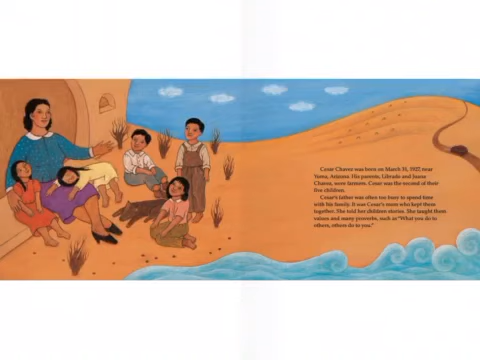 Cesar Chavez was born on March 31, 1927, near
Yuma, Arizona. His parents, Librado and Juana
Chavez, were farmers. Cesar was the second of their
five children.
Cesar's father was often too busy to spend time
with his family. It was Cesar's mom who kept them
together. She told her children stories. She taught them
values and many proverbs, such as "What you do to
others, others do to you."